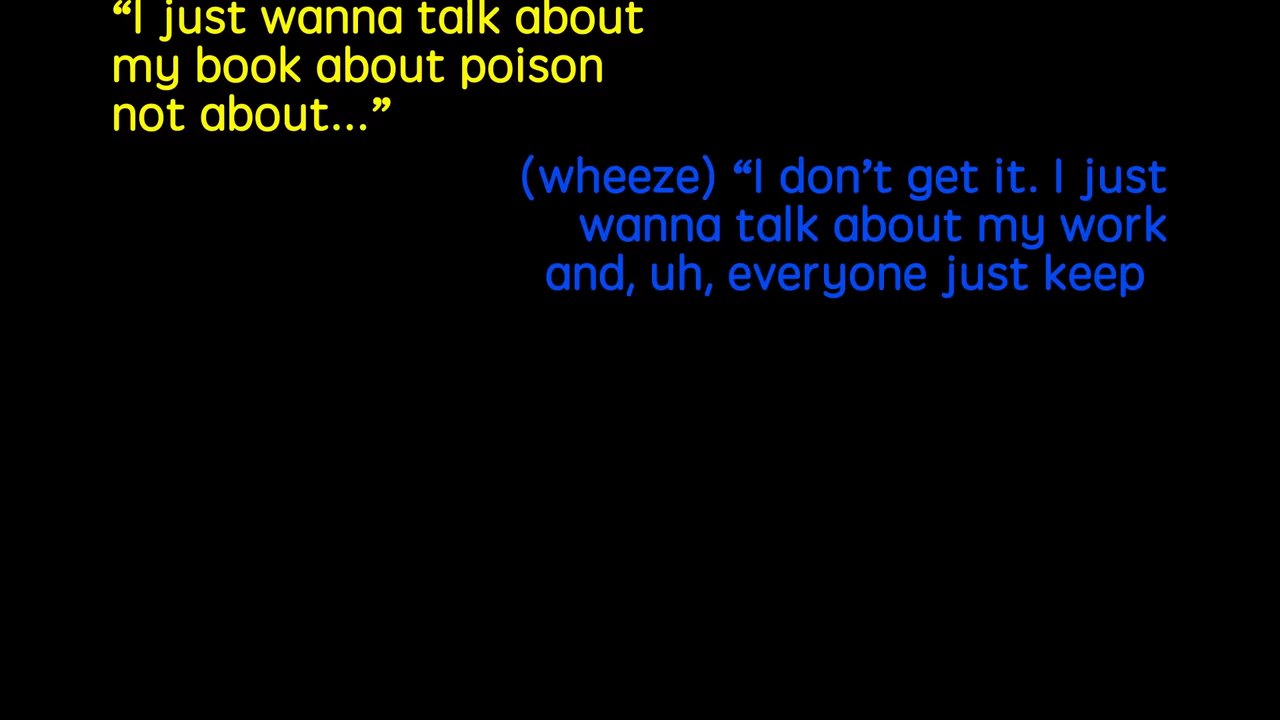 “I just wanna talk about
my book about poison
not about...”
(wheeze) “I don’t get it. I just
wanna talk about my work
and, uh, everyone just keep